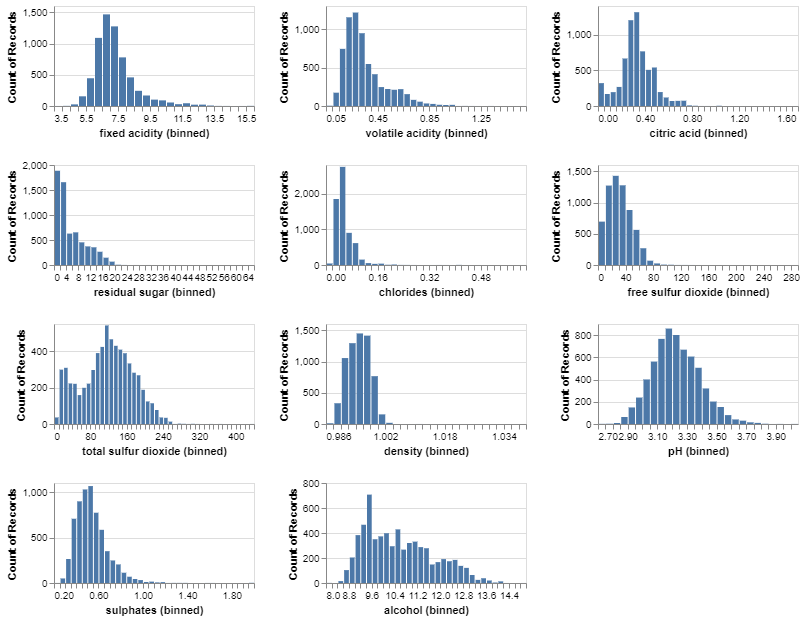 Count of Records
1,500
1,000
500
0
3.5 5.5 7.5 9.5 11.5 13.5 15.5
fixed acidity (binned)
Count of Records
1,000
500
0
0.05 0.45 0.85 1.25
volatile acidity (binned)
Count of Records
1,000
500
0
0.00 0.40 0.80 1.20 1.60
citric acid (binned)
Count of Records
2,000
1,500
1,000
500
0
0 4 8 12 16 20 24 28 32 36 40 44 48 52 56 60 64
residual sugar (binned)
Count of Records
2,000
1,000
0
0.00 0.16 0.32 0.48
chlorides (binned)
Count of Records
1,500
1,000
500
0
0 40 80 120 160 200 240 280
free sulfur dioxide (binned)
Count of Records
400
200
0
0 80 160 240 320 400
total sulfur dioxide (binned)
Count of Records
1,500
1,000
500
0
0.986 1.002 1.018 1.034
density (binned)
Count of Records
800
600
400
200
0
2.70 2.90 3.10 3.30 3.50 3.70 3.90
pH (binned)
Count of Records
1,000
500
0
0.20 0.60 1.00 1.40 1.80
sulphates (binned)
Count of Records
800
600
400
200
0
8.0 8.8 9.6 10.4 11.2 12.0 12.8 13.6 14.4
alcohol (binned)